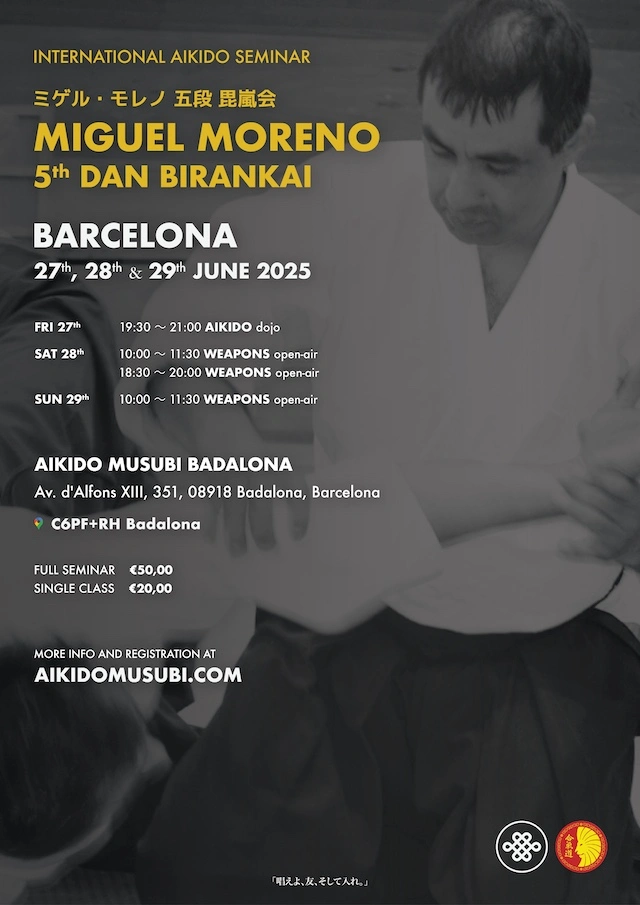 INTERNATIONAL AIKIDO SEMINAR
ミゲル・モレノ 五段 毘嵐会
MIGUEL MORENO
5th DAN BIRANKAI
BARCELONA
27th, 28th & 29th JUNE 2025
FRI 27th 19:30 〜 21:00 AIKIDO dojo
SAT 28th 10:00 〜 11:30 WEAPONS open-air
18:30 〜 20:00 WEAPONS open-air
SUN 29th 10:00 〜 11:30 WEAPONS open-air
AIKIDO MUSUBI BADALONA
Av. d'Alfons XIII, 351, 08918 Badalona, Barcelona
C6PF+RH Badalona
FULL SEMINAR €50,00
SINGLE CLASS €20,00
MORE INFO AND REGISTRATION AT
AIKIDOMUSUBI.COM
合氣道
「唱えよ、友、そして入れ。」